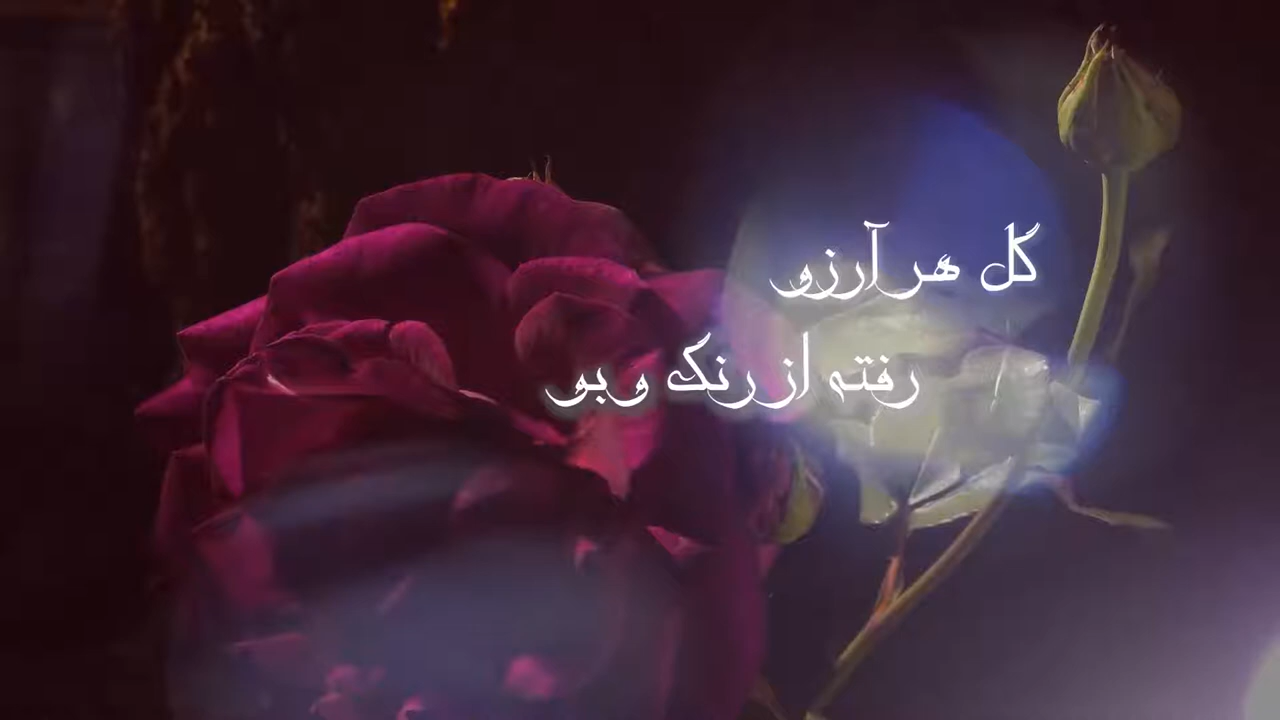 گل هر آرزو
رفته از رنگ و بو